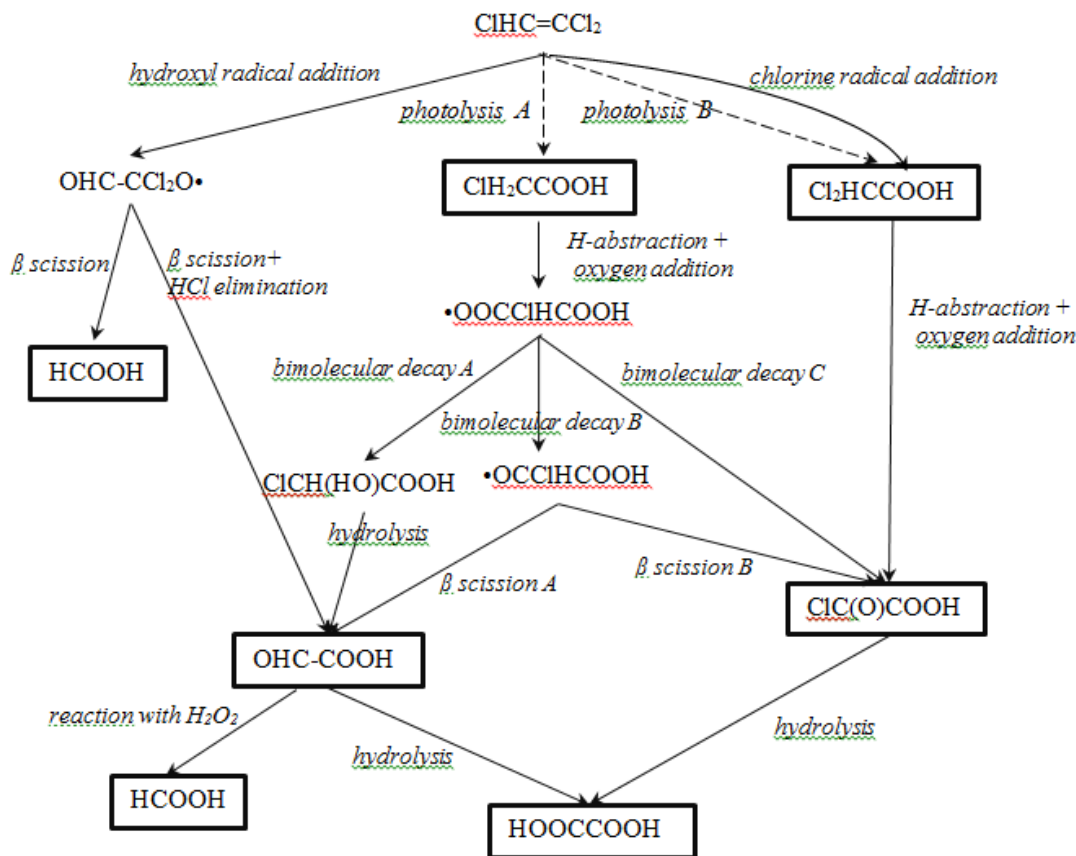 ClHC=CCl₂
hydroxyl radical addition
chlorine radical addition
photolysis A
photolysis B
OHC-CCl₂O•
ClH₂CCOOH
Cl₂HCCOOH
β scission
β scission+
HCl elimination
H-abstraction +
oxygen addition
•OOCClHCOOH
H-abstraction +
oxygen addition
HCOOH
bimolecular decay A
bimolecular decay C
bimolecular decay B
ClCH(HO)COOH
•OCClHCOOH
hydrolysis
β scission A
β scission B
ClC(O)COOH
OHC-COOH
reaction with H₂O₂
hydrolysis
hydrolysis
HCOOH
HOOCCOOH